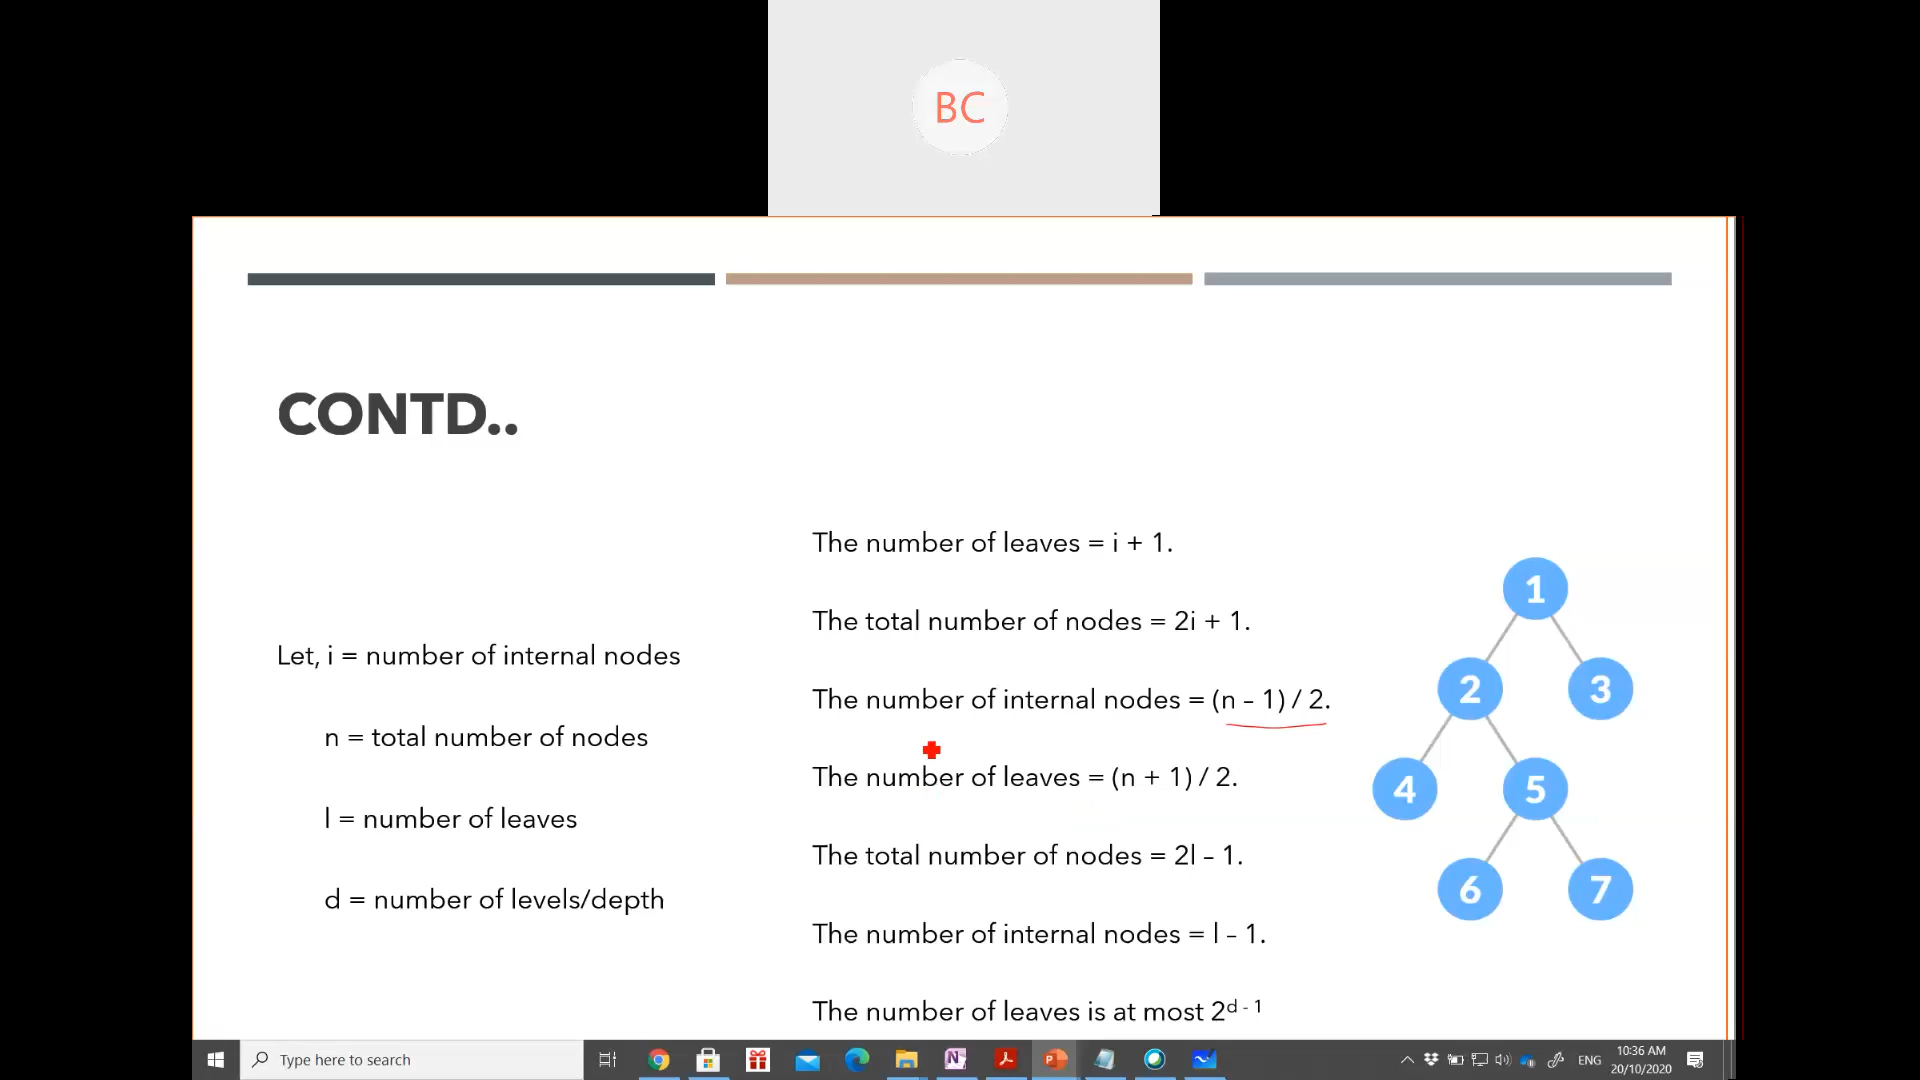 BC
CONTD..
Let, i = number of internal nodes
n = total number of nodes
l = number of leaves
d = number of levels/depth
The number of leaves = i + 1.
The total number of nodes = 2i + 1.
The number of internal nodes = (n – 1) / 2.
The number of leaves = (n + 1) / 2.
The total number of nodes = 2l – 1.
The number of internal nodes = l – 1.
The number of leaves is at most 2^d - 1
1
2 3
4 5
6 7
Type here to search
ENG
10:36 AM
20/10/2020